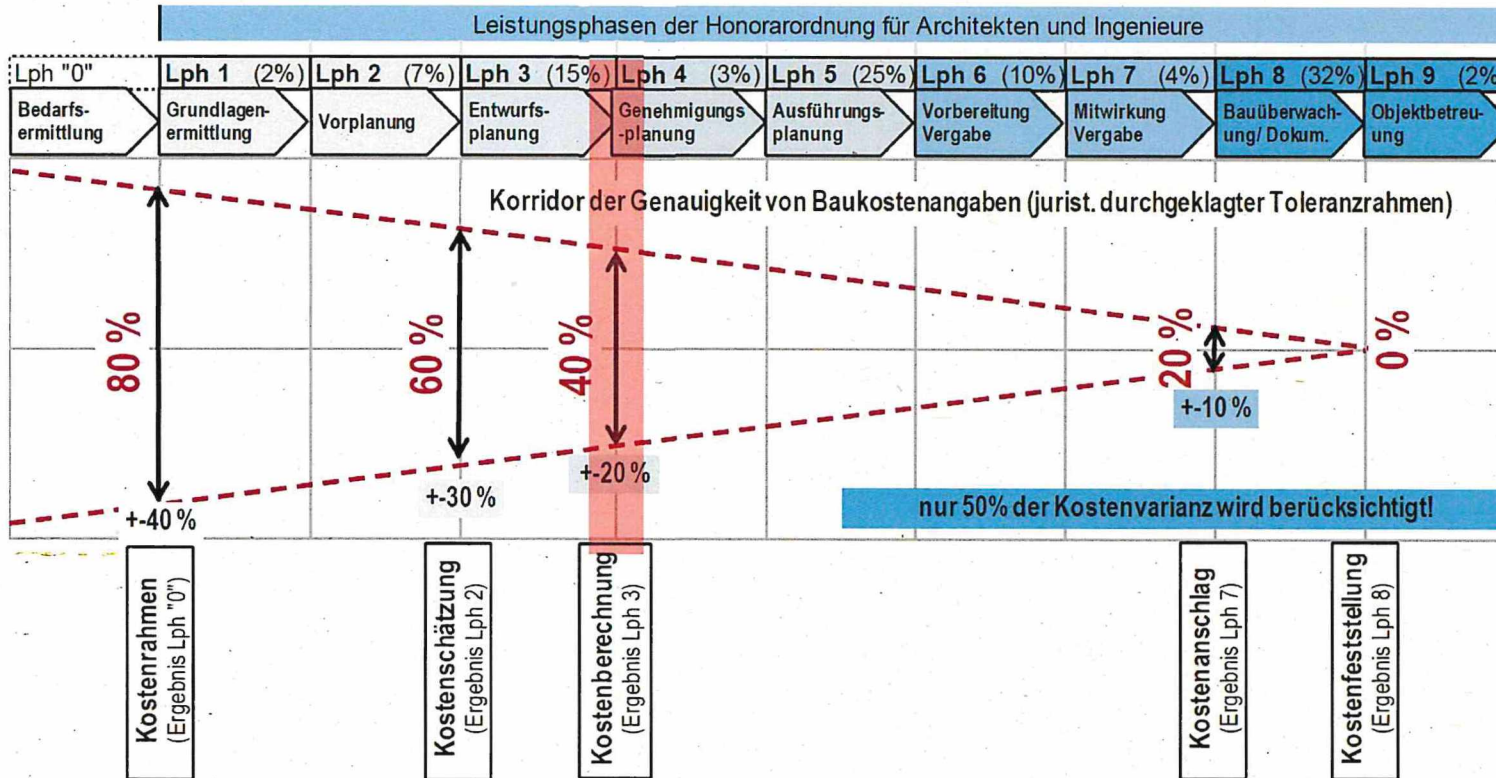 Leistungsphasen der Honorarordnung für Architekten und Ingenieure
Lph "0"
Lph 1 (2%)
Lph 2 (7%)
Lph 3 (15%)
Lph 4 (3%)
Lph 5 (25%)
Lph 6 (10%)
Lph 7 (4%)
Lph 8 (32%)
Lph 9 (2%
Bedarfs-
ermittlung
Grundlagen-
ermittlung
Vorplanung
Entwurfs-
planung
Genehmigungs
-planung
Ausführungs-
planung
Vorbereitung
Vergabe
Mitwirkung
Vergabe
Bauüberwach-
ung/ Dokum.
Objektbetreu-
ung
Korridor der Genauigkeit von Baukostenangaben (jurist. durchgeklagter Toleranzrahmen)
80 %
60 %
40 %
20 %
0 %
+-40 %
+-30 %
+-20 %
+-10 %
nur 50% der Kostenvarianz wird berücksichtigt!
Kostenrahmen
(Ergebnis Lph "0")
Kostenschätzung
(Ergebnis Lph 2)
Kostenberechnung
(Ergebnis Lph 3)
Kostenanschlag
(Ergebnis Lph 7)
Kostenfeststellung
(Ergebnis Lph 8)